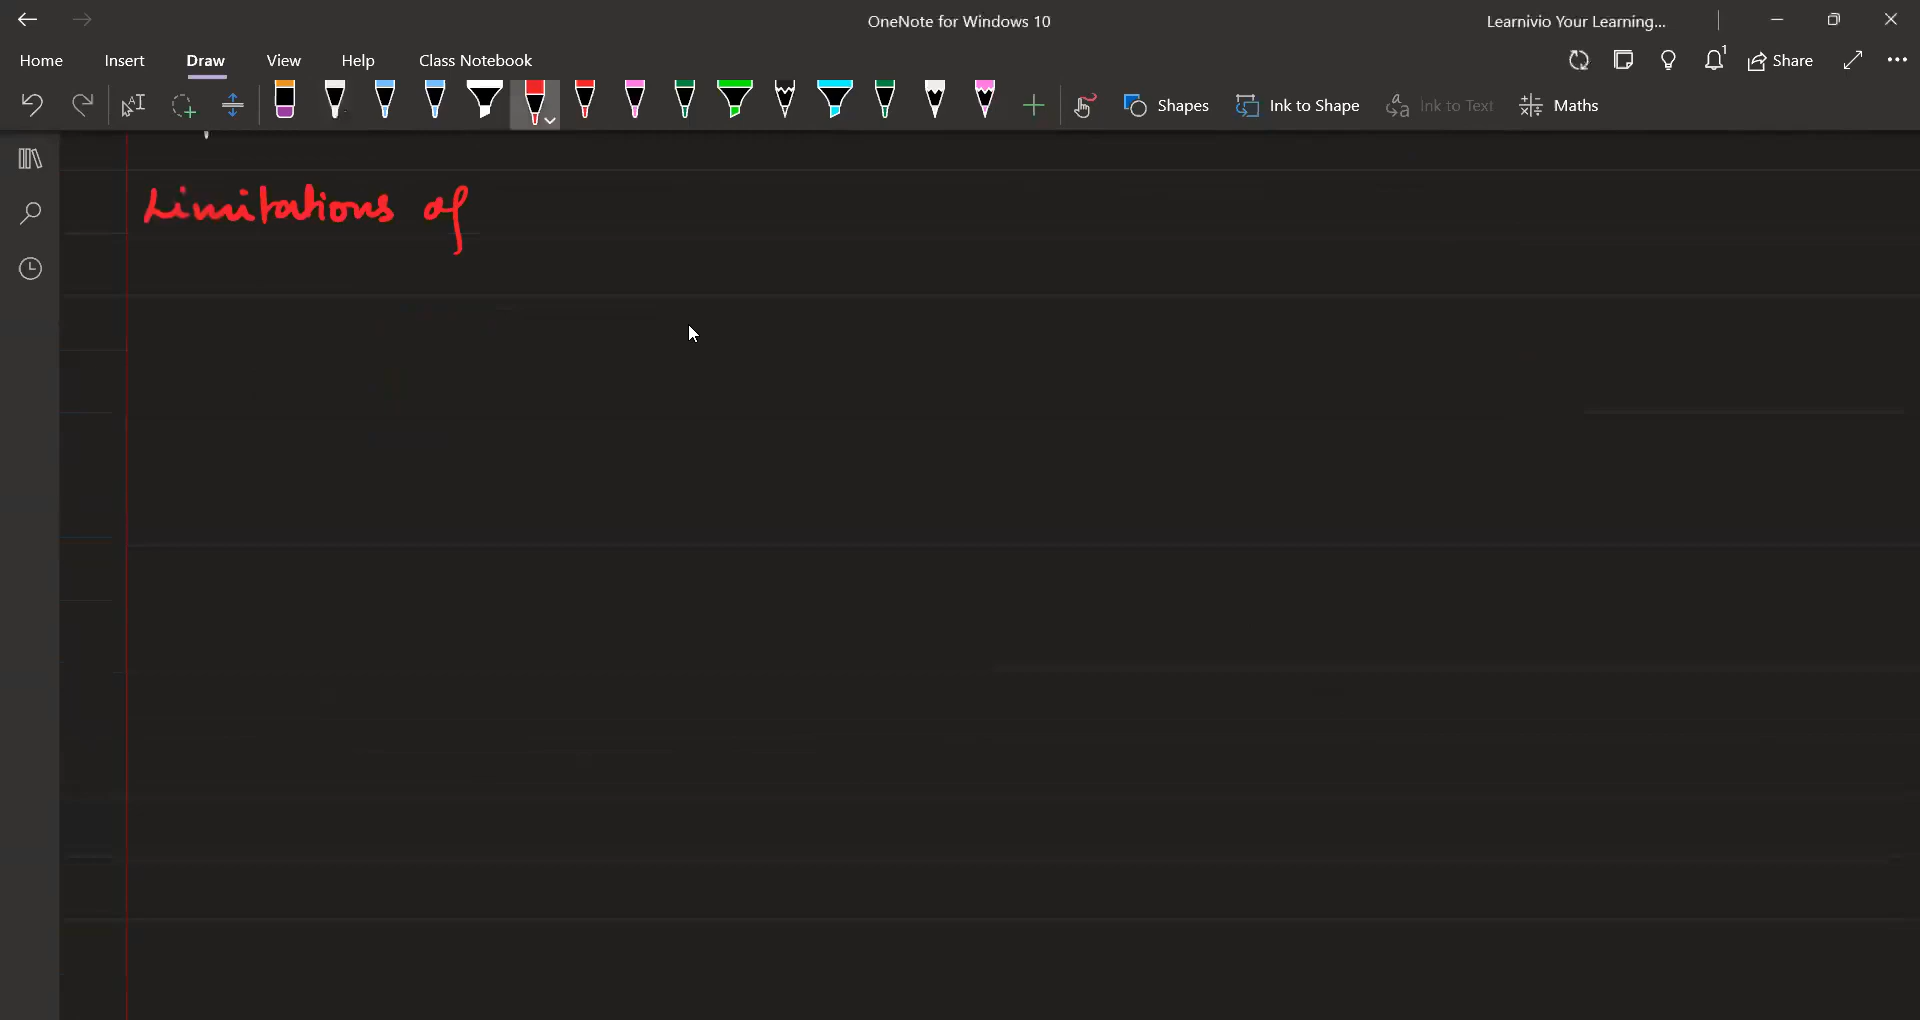 OneNote for Windows 10
Learnivio Your Learning...
Home Insert Draw View Help Class Notebook
1
Share
Shapes Ink to Shape Ink to Text Maths
Limitations of